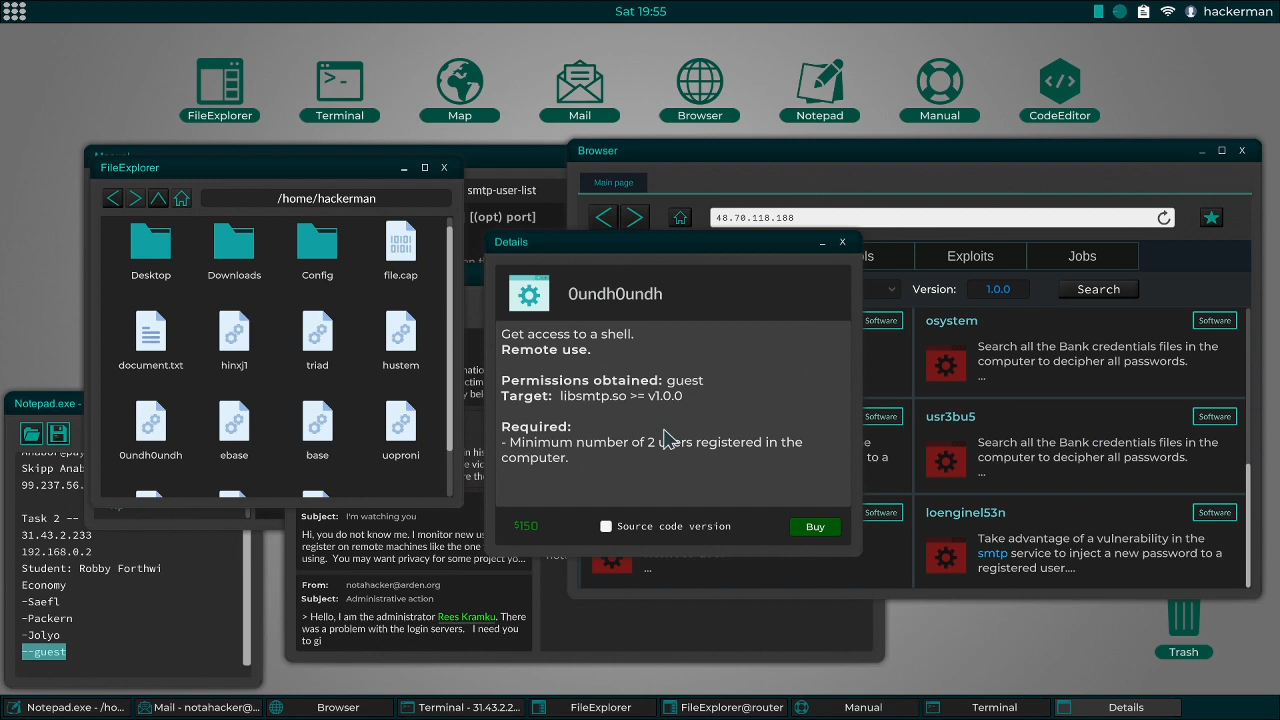 Sat 19:55
hackerman
FileExplorer
Terminal
Map
Mail
Browser
Notepad
Manual
CodeEditor
FileExplorer
/home/hackerman
Desktop
Downloads
Config
file.cap
document.txt
hinxj1
triad
hustem
0undh0undh
ebase
base
uoproni
smtp-user-list
[(opt) port]
Browser
Main page
48.70.118.188
Exploits
Jobs
Version:
1.0.0
Search
Software
osystem
Software
Search all the Bank credentials files in the
computer to decipher all passwords.
...
Software
usr3bu5
Software
Search all the Bank credentials files in the
computer to decipher all passwords.
...
Software
loenginel53n
Software
Take advantage of a vulnerability in the
smtp service to inject a new password to a
registered user....
...
Details
0undh0undh
Get access to a shell.
Remote use.
Permissions obtained: guest
Target: libsmtp.so >= v1.0.0
Required:
- Minimum number of 2 users registered in the
computer.
$150
Source code version
Buy
Notepad.exe -
Skipp Anab
99.237.56.
Task 2 --
31.43.2.233
192.168.0.2
Student: Robby Forthwi
Economy
-Saefl
-Packern
-Jolyo
--guest
Subject: I'm watching you
Hi, you do not know me. I monitor new
register on remote machines like the one
using. You may want privacy for some project yo...
From: notahacker@arden.org
Subject: Administrative action
> Hello, I am the administrator Rees Kramku. There
was a problem with the login servers. I need you
to gi
Trash
Notepad.exe - /ho...
Mail - notahacker@...
Browser
Terminal - 31.43.2.2...
FileExplorer
FileExplorer@router
Manual
Terminal
Details